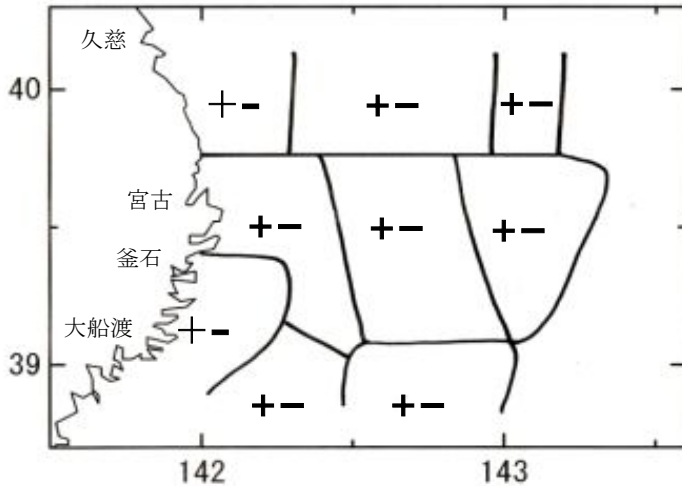 久慈
40
+ − + − + −
宮古
+ − + − + −
釜石
大船渡
+ −
39
+ − + −
142 143